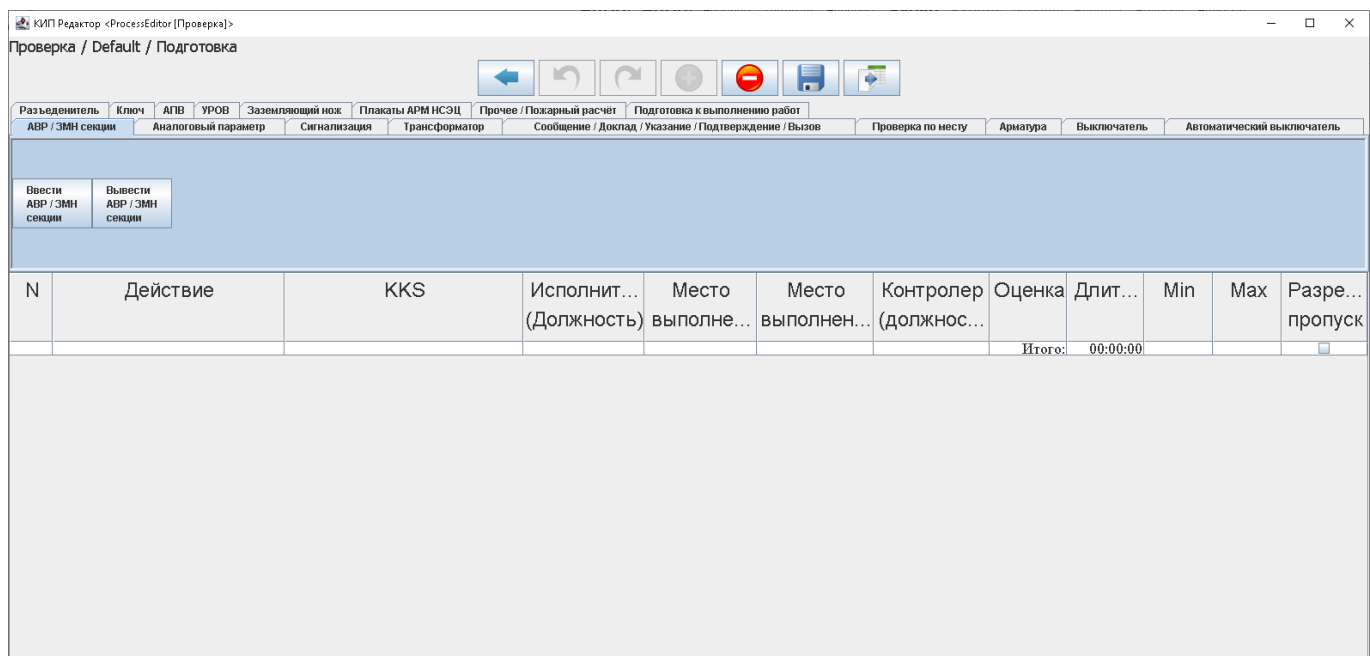 КИП Редактор <ProcessEditor [Проверка]>
Проверка / Default / Подготовка
Разъеденитель Ключ АПВ УРОВ Заземляющий нож Плакаты АРМ НСЭЦ Прочее / Пожарный расчёт Подготовка к выполнению работ
АВР / ЗМН секции Аналоговый параметр Сигнализация Трансформатор Сообщение / Доклад / Указание / Подтверждение / Вызов Проверка по месту Арматура Выключатель Автоматический выключатель
Ввести Вывести
АВР / ЗМН АВР / ЗМН
секции секции
N Действие KKS Исполнит... Место Место Контролер Оценка Длит... Min Max Разре...
(Должность) выполне... выполнен... (должнос... пропуск
Итого: 00:00:00